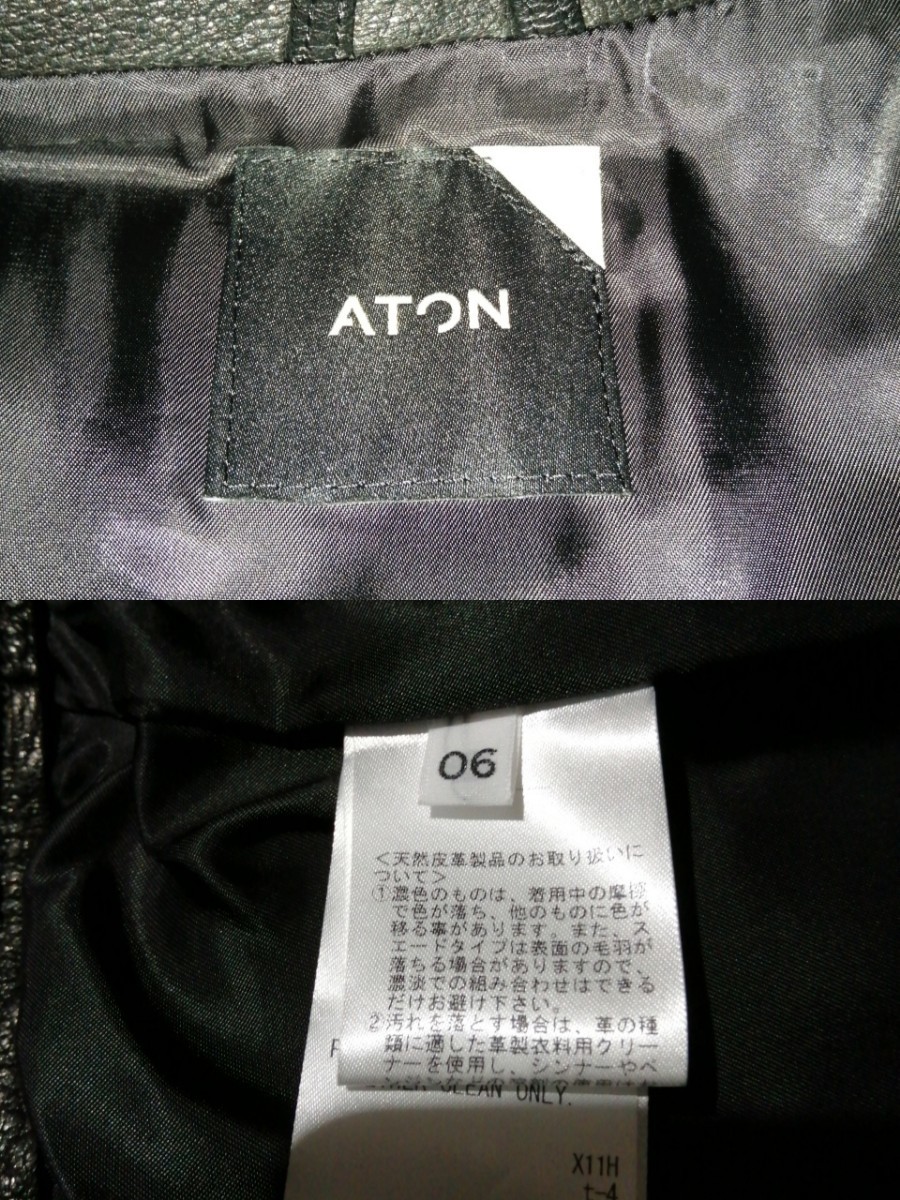 ATON
06
<天然皮革製品のお取り扱いに
ついて>
①濃色のものは、着用中の摩擦
で色が落ち、他のものに色が
移る事があります。また、ス
エードタイプは表面の毛羽が
落ちる場合がありますので、
濃淡での組み合わせはできる
だけお避け下さい。
②汚れを落とす場合は、革の種
類に適した革製衣料用クリー
ナーを使用し、シンナーやベ
CLEAN ONLY.
X11H
t-4